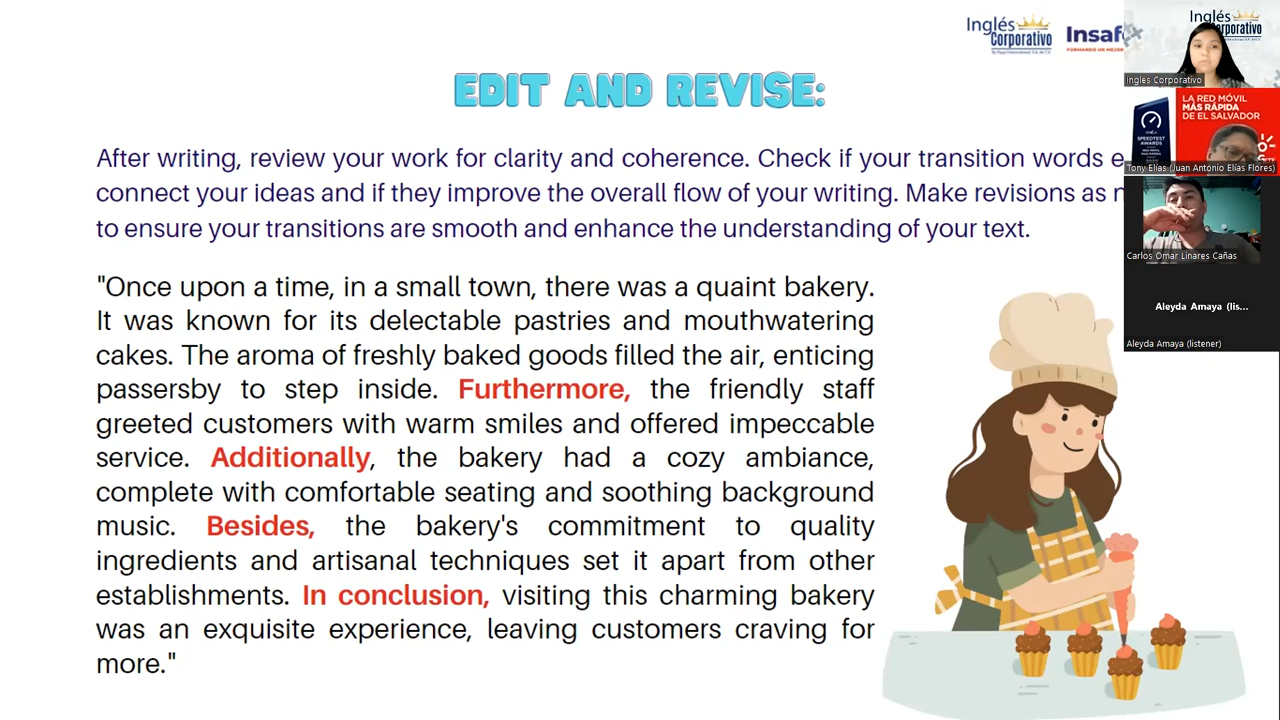 Inglés
Corporativo
Insaf
FORMANDO UN MEJOR
EDIT AND REVISE:
After writing, review your work for clarity and coherence. Check if your transition words e
connect your ideas and if they improve the overall flow of your writing. Make revisions as n
to ensure your transitions are smooth and enhance the understanding of your text.
"Once upon a time, in a small town, there was a quaint bakery.
It was known for its delectable pastries and mouthwatering
cakes. The aroma of freshly baked goods filled the air, enticing
passersby to step inside. Furthermore, the friendly staff
greeted customers with warm smiles and offered impeccable
service. Additionally, the bakery had a cozy ambiance,
complete with comfortable seating and soothing background
music. Besides, the bakery's commitment to quality
ingredients and artisanal techniques set it apart from other
establishments. In conclusion, visiting this charming bakery
was an exquisite experience, leaving customers craving for
more."
Inglés
Corporativo
Ingles Corporativo
LA RED MÓVIL
MÁS RÁPIDA
DE EL SALVADOR
SPEEDTEST
AWARDS
Tony Elías (Juan Antonio Elías Flores)
Carlos Omar Linares Cañas
Aleyda Amaya (lis...
Aleyda Amaya (listener)